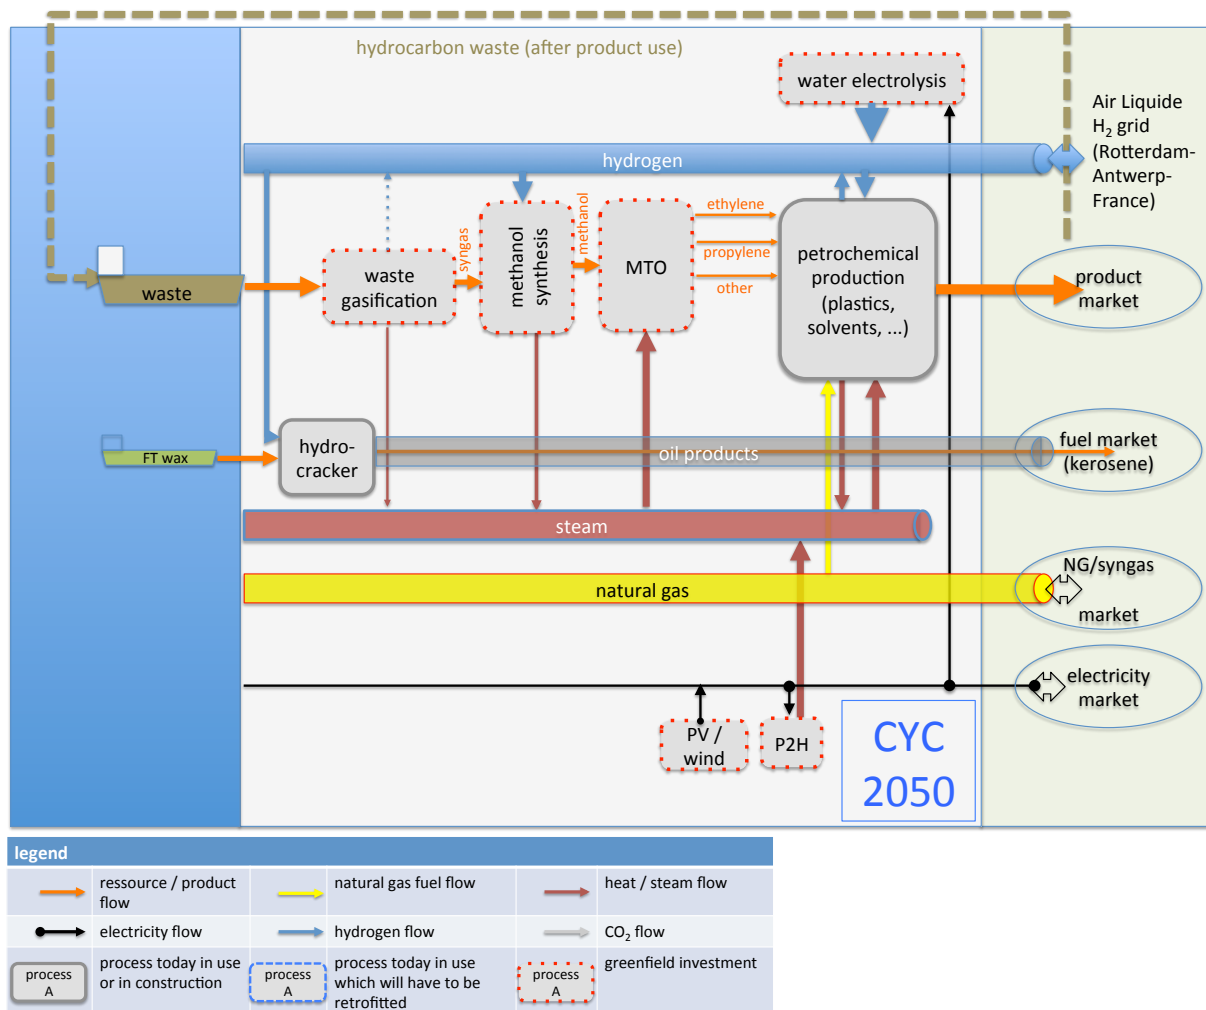 hydrocarbon waste (after product use)
water electrolysis
Air Liquide
H2 grid
(Rotterdam-
Antwerp-
France)
hydrogen
syngas
methanol
synthesis
methanol
MTO
ethylene
propylene
other
petrochemical
production
(plastics,
solvents, ...)
waste
gasification
waste
product
market
FT wax
hydro-
cracker
oil products
fuel market
(kerosene)
steam
natural gas
NG/syngas
market
electricity
market
PV /
wind
P2H
CYC
2050
legend
ressource / product
flow
natural gas fuel flow
heat / steam flow
electricity flow
hydrogen flow
CO2 flow
process
A
process today in use
or in construction
process
A
process today in use
which will have to be
retrofitted
process
A
greenfield investment